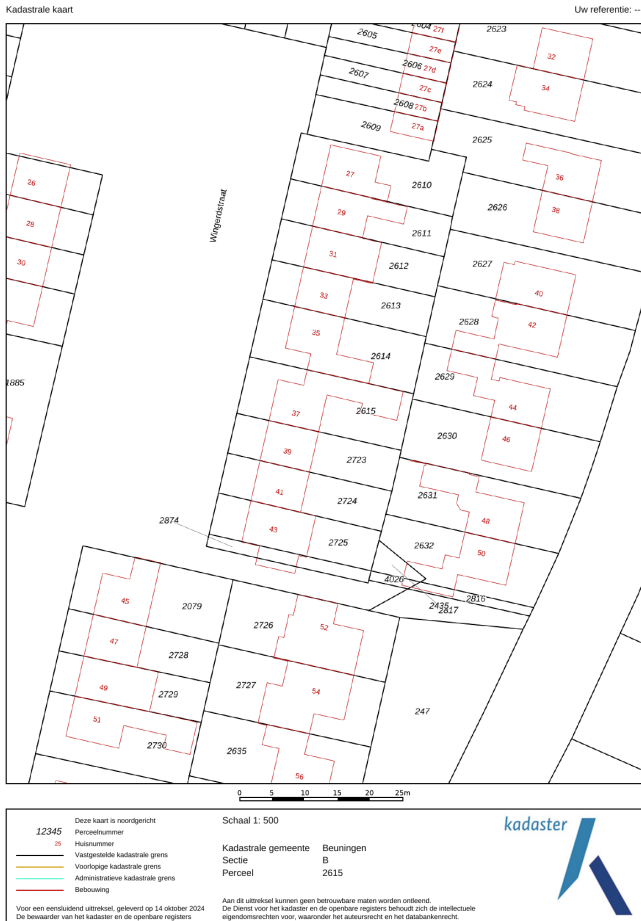 Kadastrale kaart
Uw referentie: --
2604
27f
2605
27e
2606
27d
2607
27c
2608
27b
2609
27a
2623
32
2624
34
2625
36
2626
38
27
2610
29
2611
31
2612
33
2613
35
2614
Wingerdstraat
26
28
30
1885
2627
40
2628
42
2629
44
2630
46
37
2615
39
2723
41
2724
43
2725
2874
2631
48
2632
50
4026
2816
2435
2817
45
2079
47
2728
49
2729
51
2730
2726
52
2727
54
2635
56
247
0 5 10 15 20 25m
Deze kaart is noordgericht
12345 Perceelnummer
25 Huisnummer
Vastgestelde kadastrale grens
Voorlopige kadastrale grens
Administratieve kadastrale grens
Bebouwing
Voor een eensluidend uittreksel, geleverd op 14 oktober 2024
De bewaarder van het kadaster en de openbare registers
Schaal 1: 500
Kadastrale gemeente Beuningen
Sectie B
Perceel 2615
Aan dit uittreksel kunnen geen betrouwbare maten worden ontleend.
De Dienst voor het kadaster en de openbare registers behoudt zich de intellectuele
eigendomsrechten voor, waaronder het auteursrecht en het databankenrecht.
kadaster